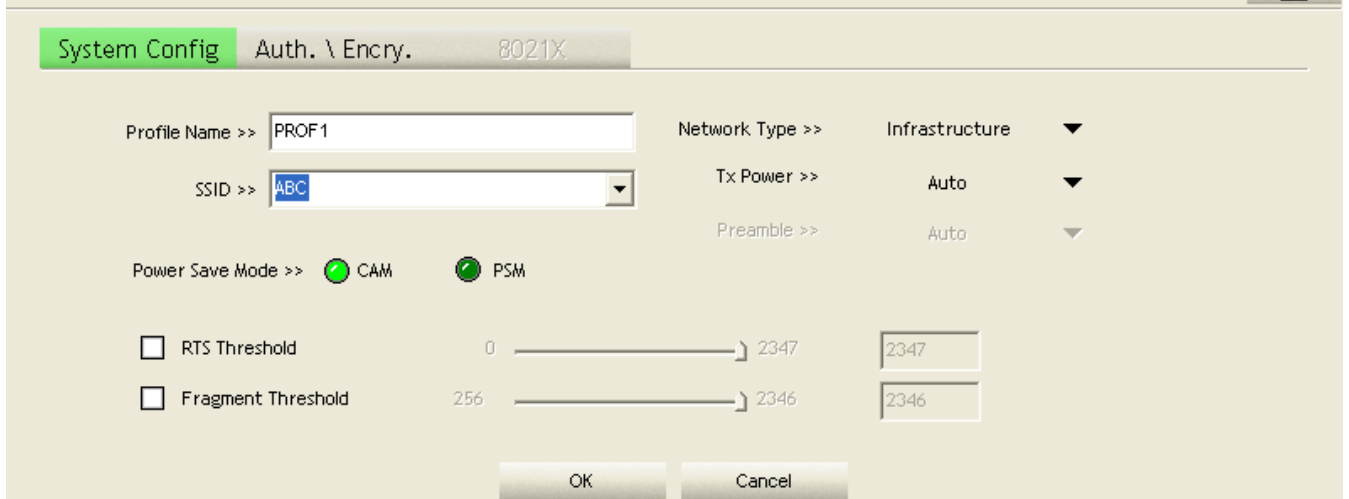 System Config Auth. \ Encry. 8021X
Profile Name >> PROF1 Network Type >> Infrastructure
SSID >> ABC Tx Power >> Auto
Preamble >> Auto
Power Save Mode >> CAM PSM
RTS Threshold 0 2347 2347
Fragment Threshold 256 2346 2346
OK Cancel